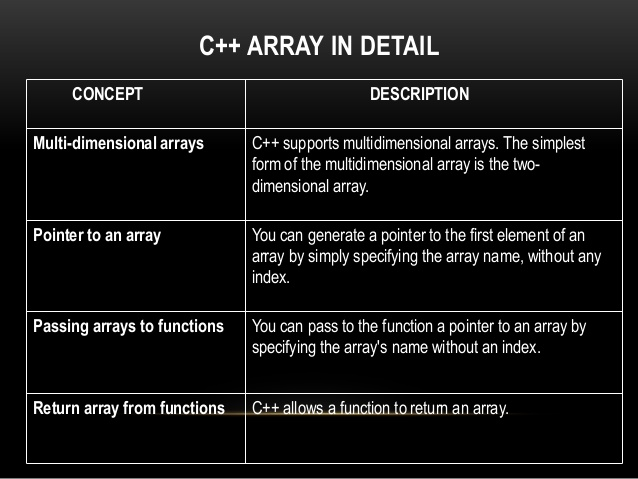 C++ ARRAY IN DETAIL
CONCEPT
DESCRIPTION
Multi-dimensional arrays
C++ supports multidimensional arrays. The simplest
form of the multidimensional array is the two-
dimensional array.
Pointer to an array
You can generate a pointer to the first element of an
array by simply specifying the array name, without any
index.
Passing arrays to functions
You can pass to the function a pointer to an array by
specifying the array's name without an index.
Return array from functions
C++ allows a function to return an array.